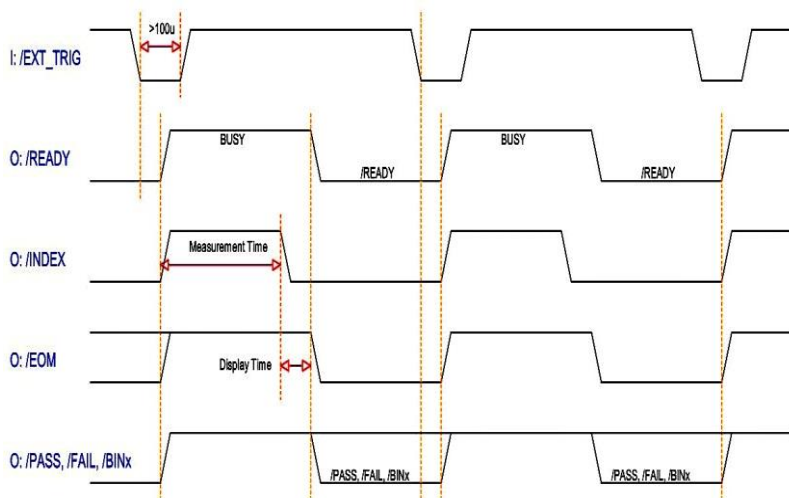 >100u
I: /EXT_TRIG
BUSY
BUSY
O: /READY
/READY
/READY
Measurement Time
O: /INDEX
O: /EOM
Display Time
O: /PASS, /FAIL, /BINx
/PASS, /FAIL, /BINx
/PASS, /FAIL, /BINx